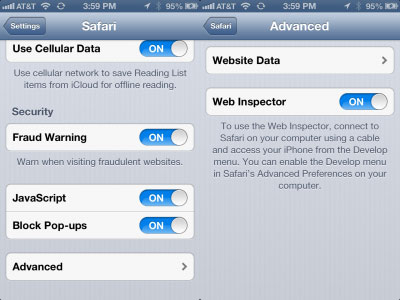 AT&T 3:59 PM 95%
Settings Safari
Use Cellular Data ON
Use cellular network to save Reading List
items from iCloud for offline reading.
Security
Fraud Warning ON
Warn when visiting fraudulent websites.
JavaScript ON
Block Pop-ups ON
Advanced
AT&T 3:59 PM 95%
Safari Advanced
Website Data
Web Inspector ON
To use the Web Inspector, connect to
Safari on your computer using a cable
and access your iPhone from the Develop
menu. You can enable the Develop menu
in Safari's Advanced Preferences on your
computer.